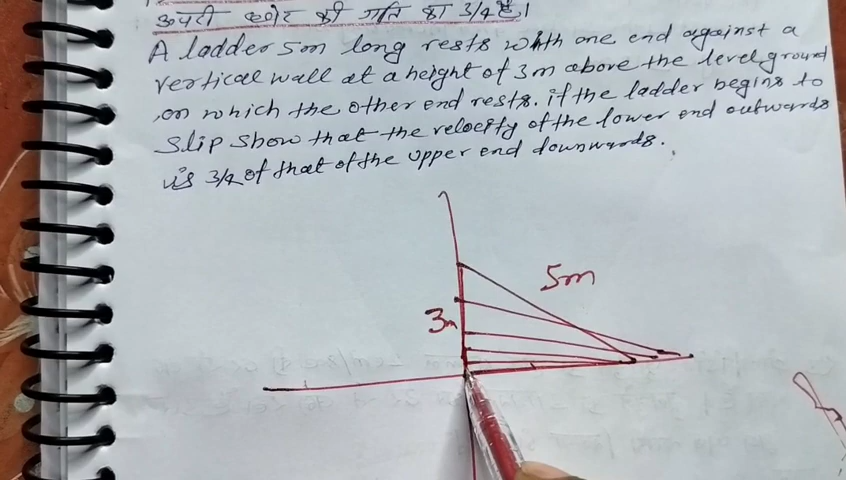 ऊपरी छोर की गति का 3/4 है।
A ladder 5m long rests with one end against a
vertical wall at a height of 3m above the level ground
on which the other end rests. if the ladder begins to
slip show that the velocity of the lower end outwards
is 3/4 of that of the upper end downwards.
5m
3m